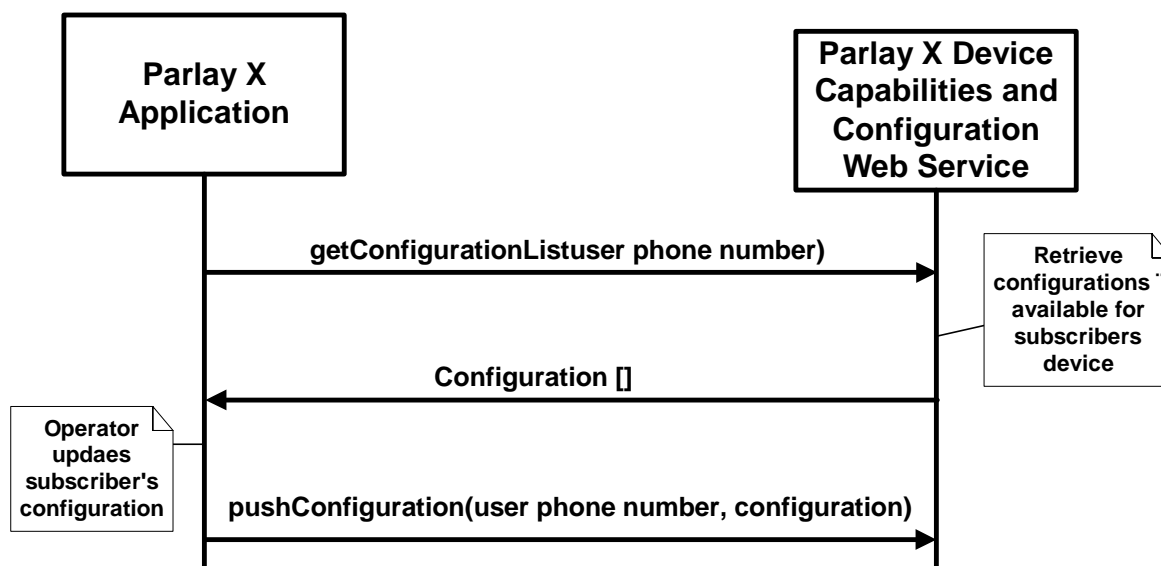 Parlay X
Application
Parlay X Device
Capabilities and
Configuration
Web Service
getConfigurationListuser phone number)
Retrieve
configurations
available for
subscribers
device
Configuration []
Operator
updaes
subscriber's
configuration
pushConfiguration(user phone number, configuration)